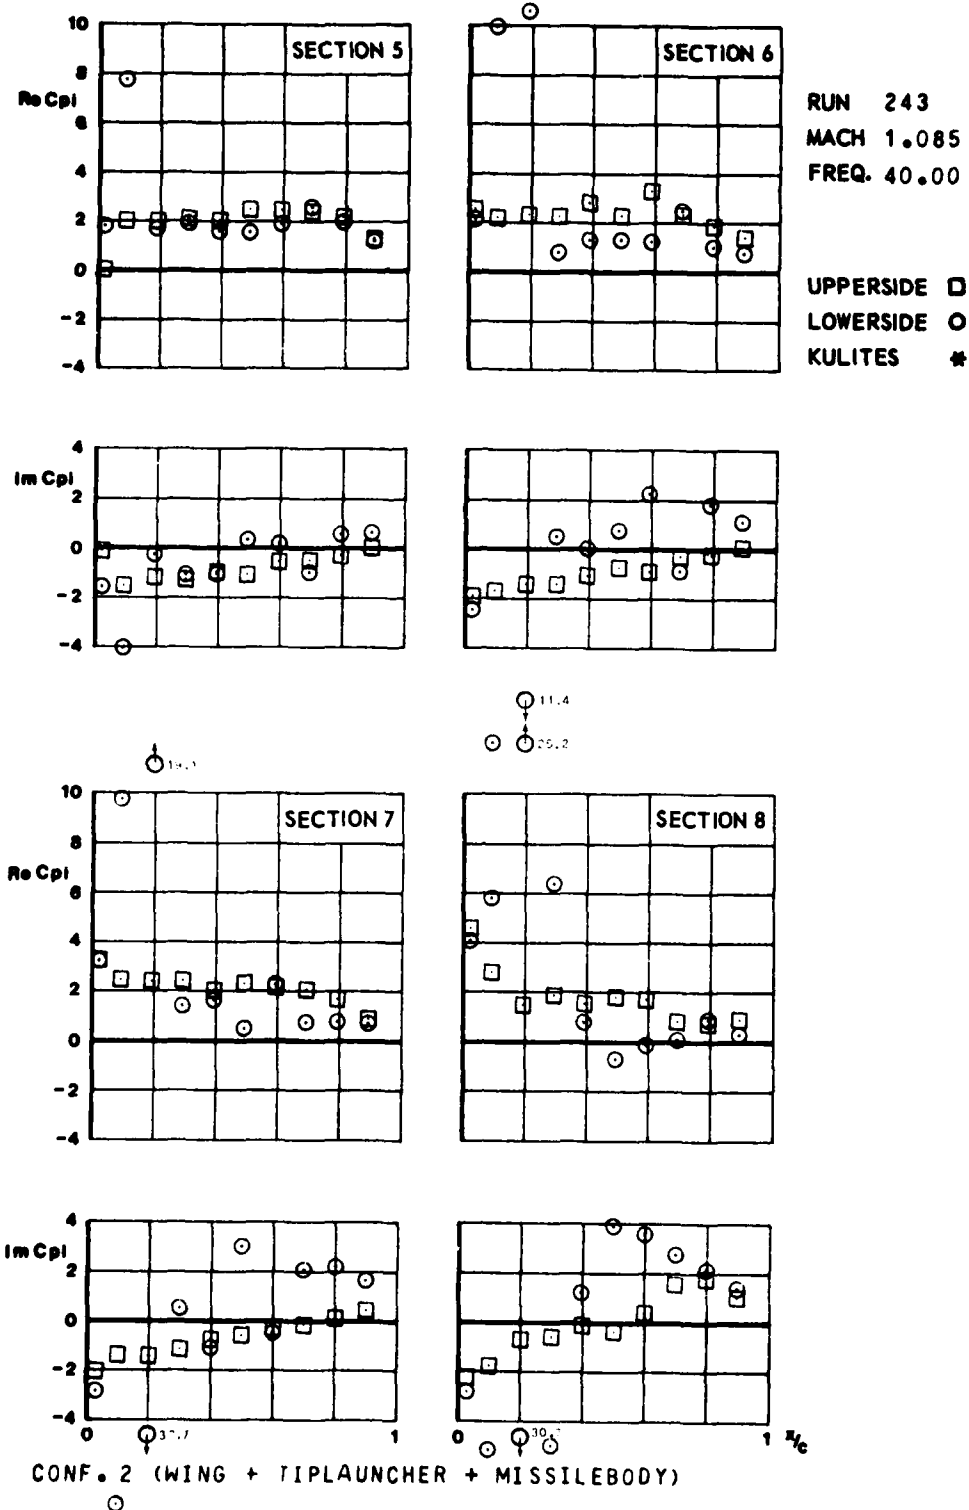 10
8
Re Cpi
6
4
2
0
-2
-4
SECTION 5
SECTION 6
RUN 243
MACH 1.085
FREQ. 40.00
UPPERSIDE □
LOWERSIDE ○
KULITES *
4
Im Cpi
2
0
-2
-4
11.4
10
8
Re Cpi
6
4
2
0
-2
-4
SECTION 7
SECTION 8
4
Im Cpi
2
0
-2
-4
0
1
0
1
x/c
CONF. 2 (WING + TIPLAUNCHER + MISSILEBODY)